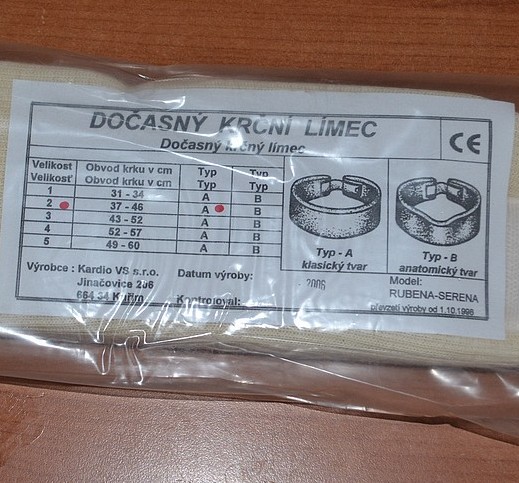 DOČASNÝ KRČNÍ LÍMEC
Dočasný krčný límec
CE
Velikost Obvod krku v cm Typ Typ
Velikosť Obvod krku v cm Typ Typ
1 31 - 34 A B
2 37 - 46 A B
3 43 - 52 A B
4 52 - 57 A B
5 49 - 60 A B
Typ - A
klasický tvar
Typ - B
anatomický tvar
Výrobce : Kardio VS s.r.o.
Jinačovice 206
664 34 Kuřim
Datum výroby:
Kontroloval:
2006
Model:
RUBENA-SERENA
převzetí výroby od 1.10.1998